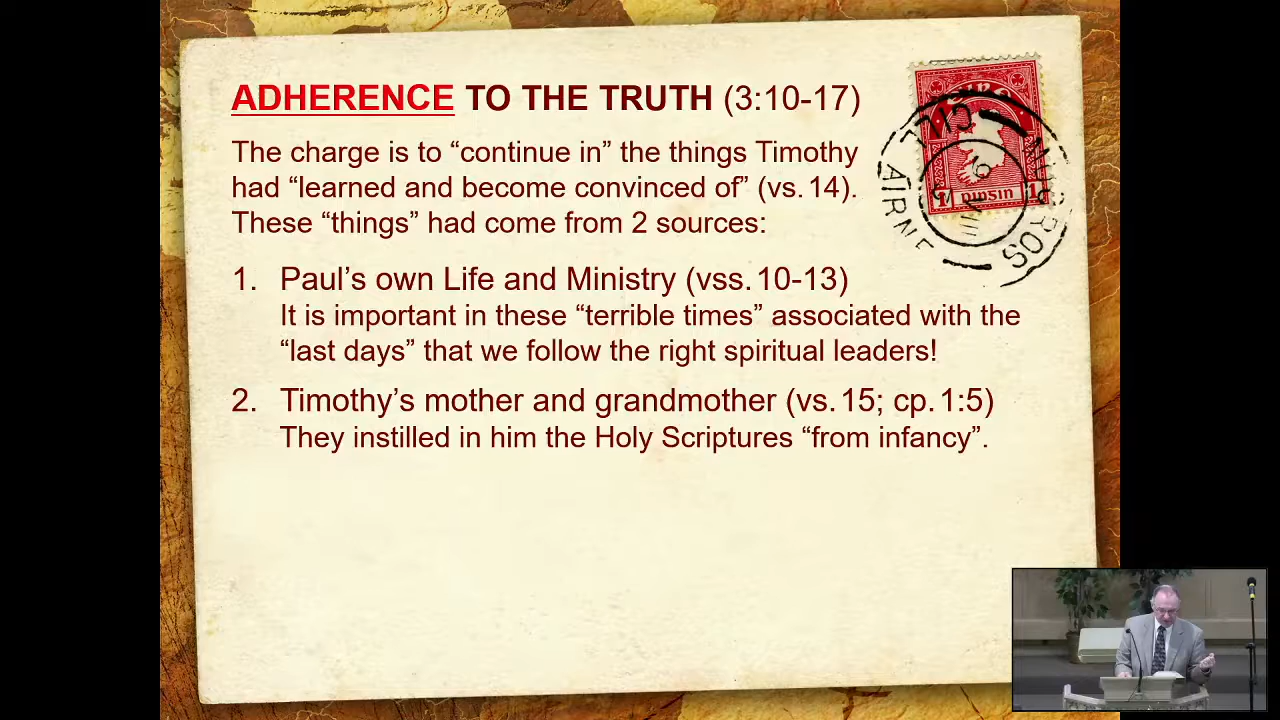 ADHERENCE TO THE TRUTH (3:10-17)
The charge is to “continue in” the things Timothy
had “learned and become convinced of” (vs. 14).
These “things” had come from 2 sources:
1. Paul’s own Life and Ministry (vss. 10-13)
It is important in these “terrible times” associated with the
“last days” that we follow the right spiritual leaders!
2. Timothy’s mother and grandmother (vs. 15; cp. 1:5)
They instilled in him the Holy Scriptures “from infancy”.